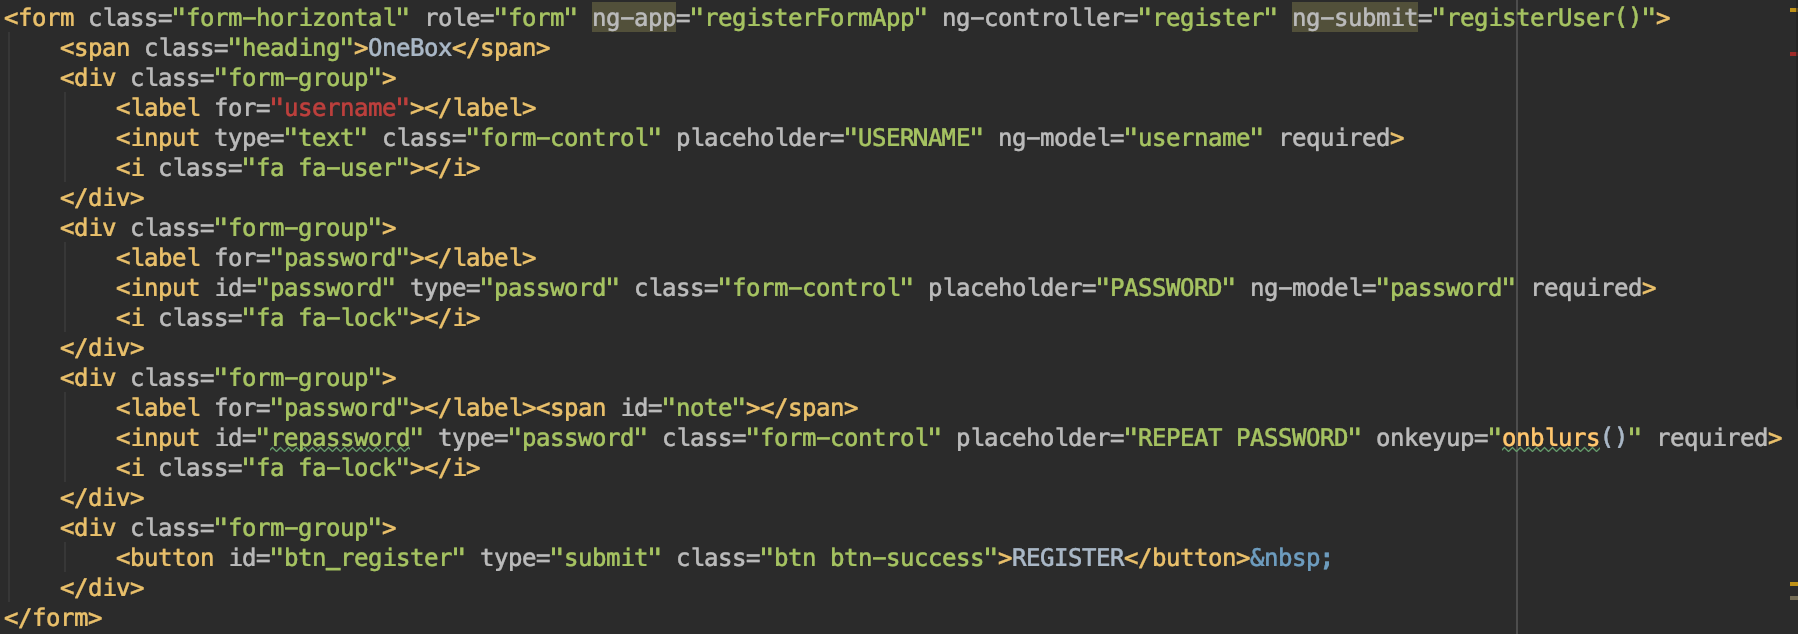 <form class="form-horizontal" role="form" ng-app="registerFormApp" ng-controller="register" ng-submit="registerUser()">
    <span class="heading">OneBox</span>
    <div class="form-group">
        <label for="username"></label>
        <input type="text" class="form-control" placeholder="USERNAME" ng-model="username" required>
        <i class="fa fa-user"></i>
    </div>
    <div class="form-group">
        <label for="password"></label>
        <input id="password" type="password" class="form-control" placeholder="PASSWORD" ng-model="password" required>
        <i class="fa fa-lock"></i>
    </div>
    <div class="form-group">
        <label for="password"></label><span id="note"></span>
        <input id="repassword" type="password" class="form-control" placeholder="REPEAT PASSWORD" onkeyup="onblurs()" required>
        <i class="fa fa-lock"></i>
    </div>
    <div class="form-group">
        <button id="btn_register" type="submit" class="btn btn-success">REGISTER</button>&nbsp;
    </div>
</form>